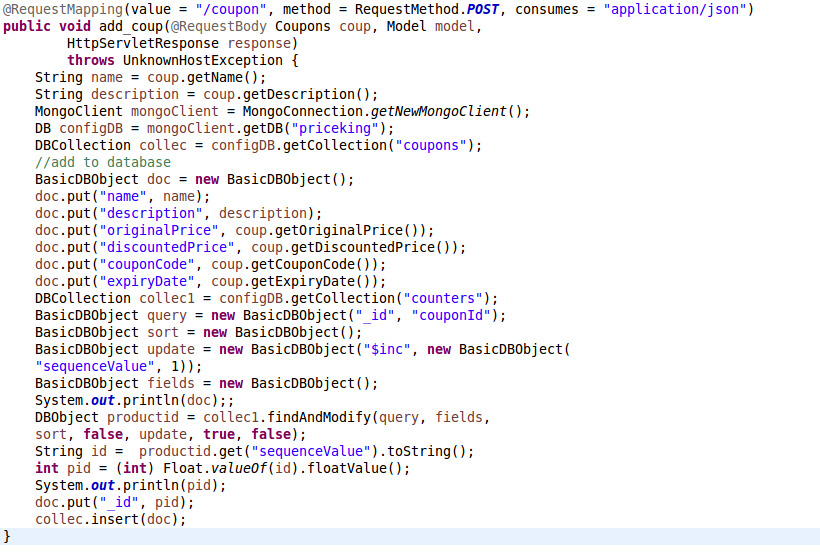 @RequestMapping(value = "/coupon", method = RequestMethod.POST, consumes = "application/json")
public void add_coup(@RequestBody Coupons coup, Model model,
        HttpServletResponse response)
        throws UnknownHostException {
    String name = coup.getName();
    String description = coup.getDescription();
    MongoClient mongoClient = MongoConnection.getNewMongoClient();
    DB configDB = mongoClient.getDB("priceking");
    DBCollection collec = configDB.getCollection("coupons");
    //add to database
    BasicDBObject doc = new BasicDBObject();
    doc.put("name", name);
    doc.put("description", description);
    doc.put("originalPrice", coup.getOriginalPrice());
    doc.put("discountedPrice", coup.getDiscountedPrice());
    doc.put("couponCode", coup.getCouponCode());
    doc.put("expiryDate", coup.getExpiryDate());
    DBCollection collec1 = configDB.getCollection("counters");
    BasicDBObject query = new BasicDBObject("_id", "couponId");
    BasicDBObject sort = new BasicDBObject();
    BasicDBObject update = new BasicDBObject("$inc", new BasicDBObject(
    "sequenceValue", 1));
    BasicDBObject fields = new BasicDBObject();
    System.out.println(doc);;
    DBObject productid = collec1.findAndModify(query, fields,
    sort, false, update, true, false);
    String id =  productid.get("sequenceValue").toString();
    int pid = (int) Float.valueOf(id).floatValue();
    System.out.println(pid);
    doc.put("_id", pid);
    collec.insert(doc);
}